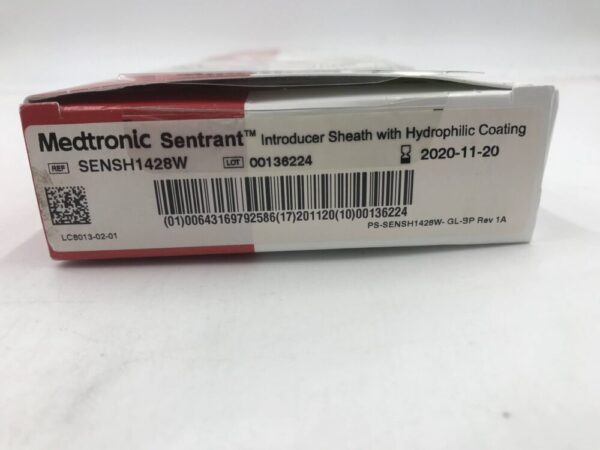 Medtronic Sentrant™ Introducer Sheath with Hydrophilic Coating
REF SENSH1428W LOT 00136224 2020-11-20
(01)00643169792586(17)201120(10)00136224
LC8013-02-01
PS-SENSH1428W- GL-BP Rev 1A